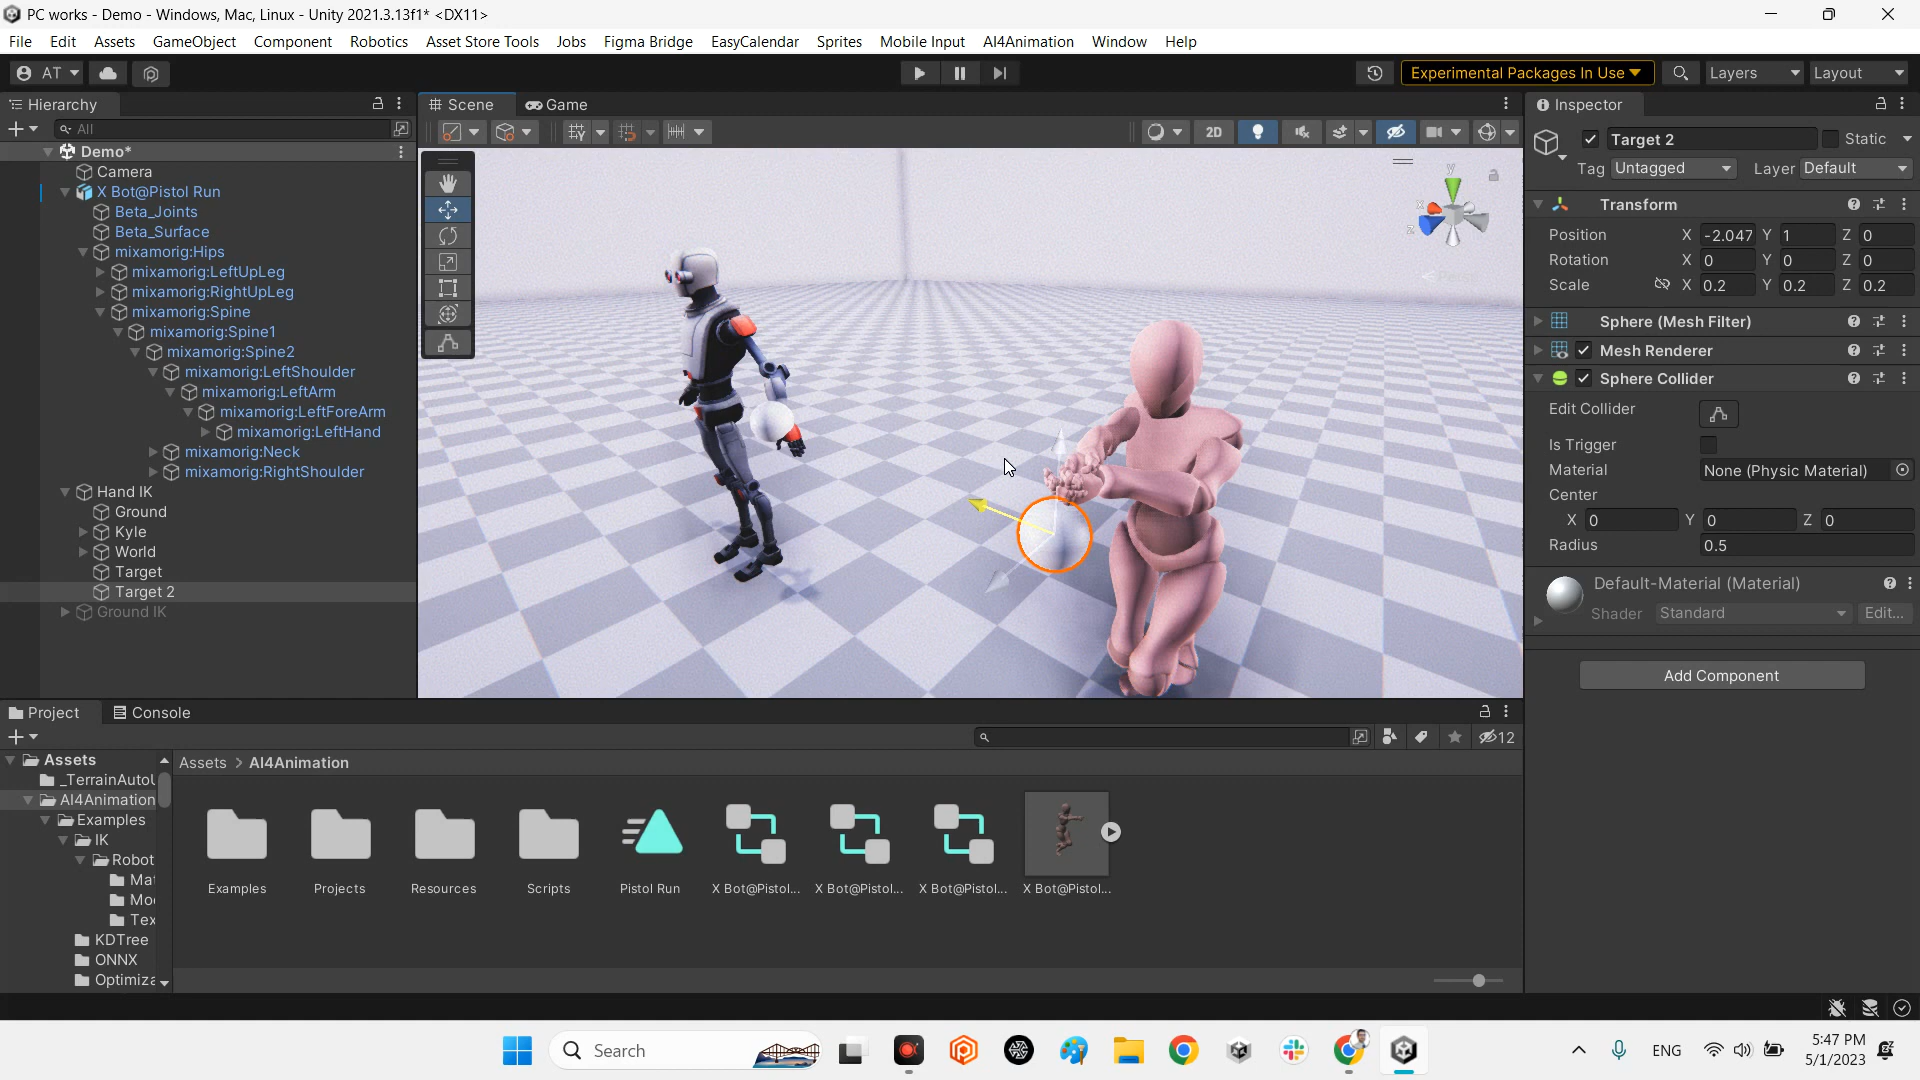 PC works - Demo - Windows, Mac, Linux - Unity 2021.3.13f1* <DX11>
File Edit Assets GameObject Component Robotics Asset Store Tools Jobs Figma Bridge EasyCalendar Sprites Mobile Input AI4Animation Window Help
AT Experimental Packages In Use Layers Layout
Hierarchy
All
Demo*
Camera
X Bot@Pistol Run
Beta_Joints
Beta_Surface
mixamorig:Hips
mixamorig:LeftUpLeg
mixamorig:RightUpLeg
mixamorig:Spine
mixamorig:Spine1
mixamorig:Spine2
mixamorig:LeftShoulder
mixamorig:LeftArm
mixamorig:LeftForeArm
mixamorig:LeftHand
mixamorig:Neck
mixamorig:RightShoulder
Hand IK
Ground
Kyle
World
Target
Target 2
Ground IK
Scene Game
2D
y
x
z
Persp
Inspector
Target 2 Static
Tag Untagged Layer Default
Transform
Position X -2.047 Y 1 Z 0
Rotation X 0 Y 0 Z 0
Scale X 0.2 Y 0.2 Z 0.2
Sphere (Mesh Filter)
Mesh Renderer
Sphere Collider
Edit Collider
Is Trigger
Material None (Physic Material)
Center
X 0 Y 0 Z 0
Radius 0.5
Default-Material (Material)
Shader Standard Edit...
Add Component
Project Console
12
Assets
_TerrainAutoU
AI4Animation
Examples
IK
Robot
Mat
Mod
Tex
KDTree
ONNX
Optimiza
Assets > AI4Animation
Examples Projects Resources Scripts Pistol Run X Bot@Pistol... X Bot@Pistol... X Bot@Pistol... X Bot@Pistol...
Search
ENG
5:47 PM
5/1/2023